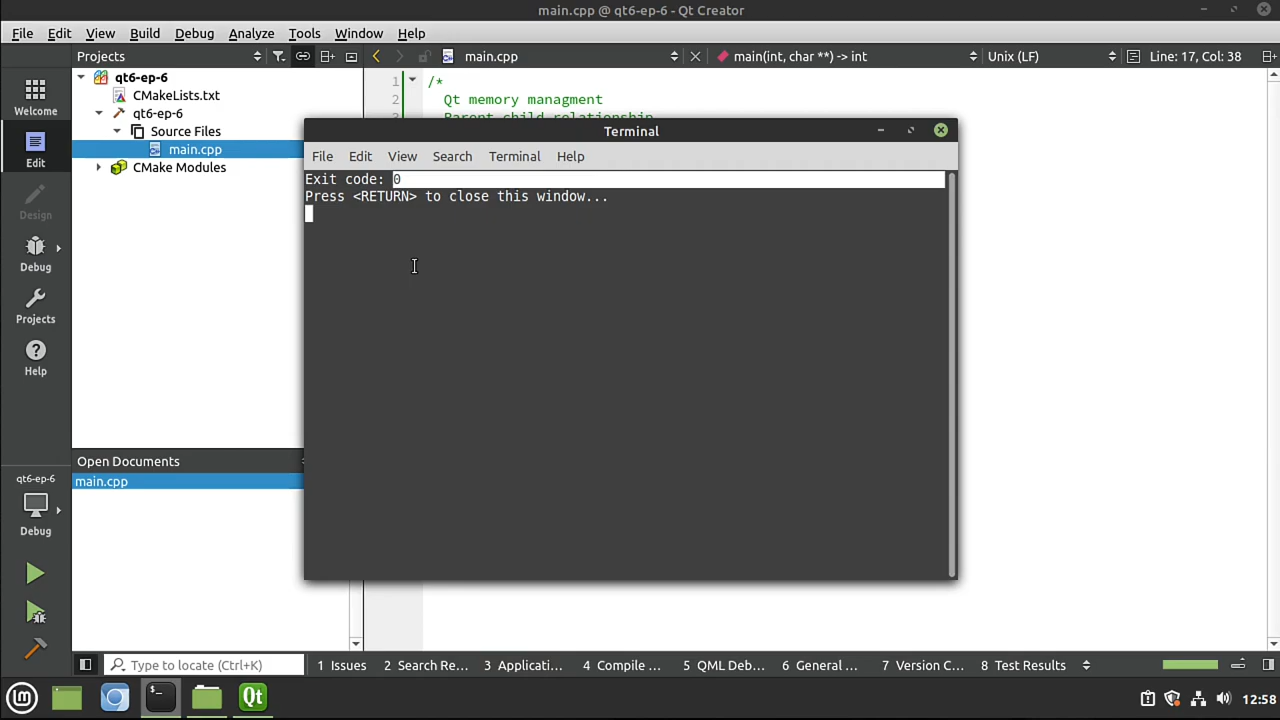 main.cpp @ qt6-ep-6 - Qt Creator
File Edit View Build Debug Analyze Tools Window Help
Projects main.cpp main(int, char **) -> int Unix (LF) Line: 17, Col: 38
Welcome
Edit
Design
Debug
Projects
Help
qt6-ep-6
Debug
qt6-ep-6
CMakeLists.txt
qt6-ep-6
Source Files
main.cpp
CMake Modules
Open Documents
main.cpp
1 /*
2 Qt memory managment
Parent child relationship
Terminal
File Edit View Search Terminal Help
Exit code: 0
Press <RETURN> to close this window...
Type to locate (Ctrl+K) 1 Issues 2 Search Re... 3 Applicati... 4 Compile ... 5 QML Deb... 6 General ... 7 Version C... 8 Test Results
12:58